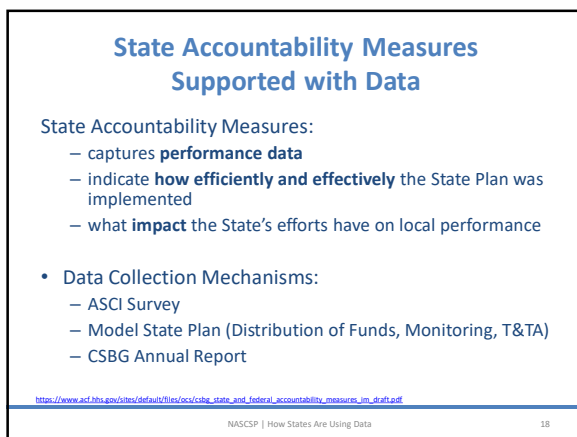 State Accountability Measures
Supported with Data
State Accountability Measures:
– captures performance data
– indicate how efficiently and effectively the State Plan was
implemented
– what impact the State's efforts have on local performance
• Data Collection Mechanisms:
– ASCI Survey
– Model State Plan (Distribution of Funds, Monitoring, T&TA)
– CSBG Annual Report
https://www.acf.hhs.gov/sites/default/files/ocs/csbg_state_and_federal_accountability_measures_im_draft.pdf
NASCSP | How States Are Using Data 18